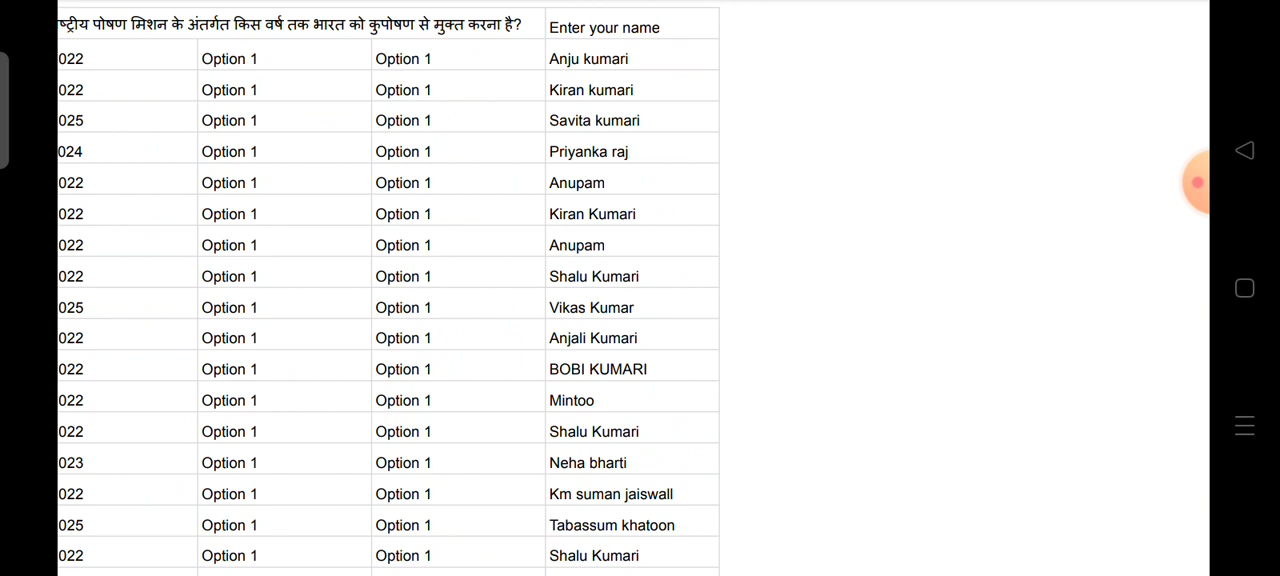 ष्ट्रीय पोषण मिशन के अंतर्गत किस वर्ष तक भारत को कुपोषण से मुक्त करना है? Enter your name
022 Option 1 Option 1 Anju kumari
022 Option 1 Option 1 Kiran kumari
025 Option 1 Option 1 Savita kumari
024 Option 1 Option 1 Priyanka raj
022 Option 1 Option 1 Anupam
022 Option 1 Option 1 Kiran Kumari
022 Option 1 Option 1 Anupam
022 Option 1 Option 1 Shalu Kumari
025 Option 1 Option 1 Vikas Kumar
022 Option 1 Option 1 Anjali Kumari
022 Option 1 Option 1 BOBI KUMARI
022 Option 1 Option 1 Mintoo
022 Option 1 Option 1 Shalu Kumari
023 Option 1 Option 1 Neha bharti
022 Option 1 Option 1 Km suman jaiswall
025 Option 1 Option 1 Tabassum khatoon
022 Option 1 Option 1 Shalu Kumari